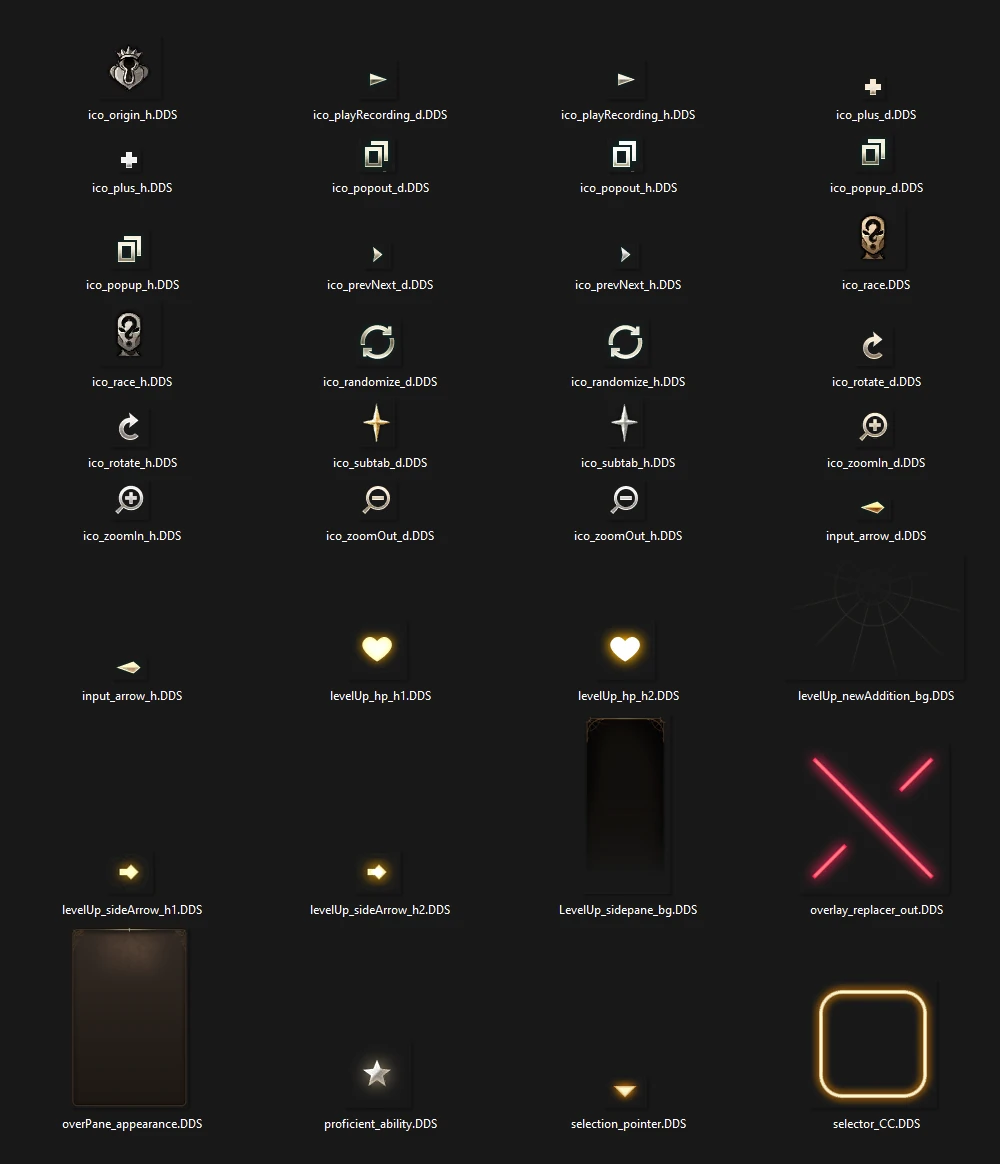 ico_origin_h.DDS
ico_playRecording_d.DDS
ico_playRecording_h.DDS
ico_plus_d.DDS
ico_plus_h.DDS
ico_popout_d.DDS
ico_popout_h.DDS
ico_popup_d.DDS
ico_popup_h.DDS
ico_prevNext_d.DDS
ico_prevNext_h.DDS
ico_race.DDS
ico_race_h.DDS
ico_randomize_d.DDS
ico_randomize_h.DDS
ico_rotate_d.DDS
ico_rotate_h.DDS
ico_subtab_d.DDS
ico_subtab_h.DDS
ico_zoomIn_d.DDS
ico_zoomIn_h.DDS
ico_zoomOut_d.DDS
ico_zoomOut_h.DDS
input_arrow_d.DDS
input_arrow_h.DDS
levelUp_hp_h1.DDS
levelUp_hp_h2.DDS
levelUp_newAddition_bg.DDS
levelUp_sideArrow_h1.DDS
levelUp_sideArrow_h2.DDS
LevelUp_sidepane_bg.DDS
overlay_replacer_out.DDS
overPane_appearance.DDS
proficient_ability.DDS
selection_pointer.DDS
selector_CC.DDS